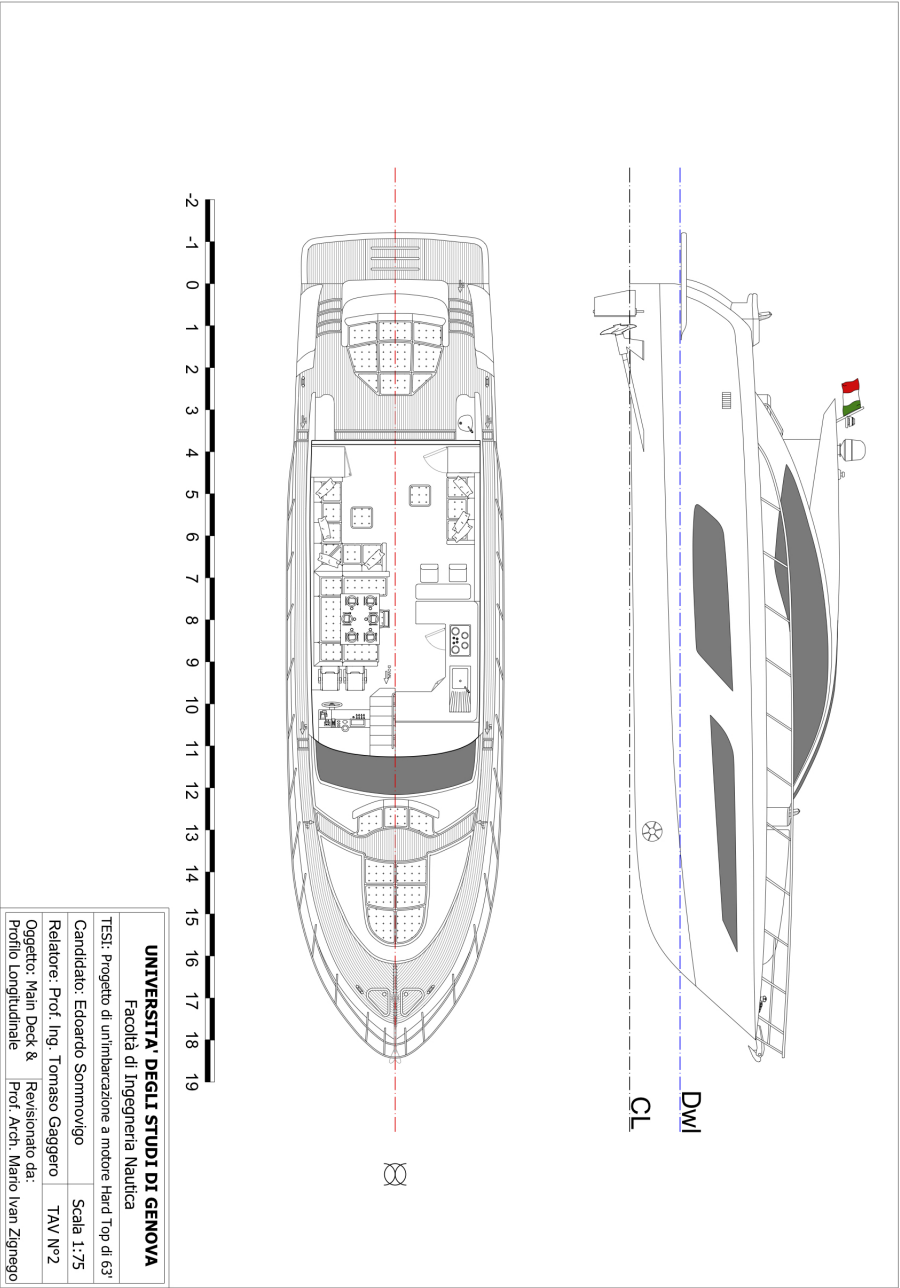 Dwl
CL
-2 -1 0 1 2 3 4 5 6 7 8 9 10 11 12 13 14 15 16 17 18 19
UNIVERSITA' DEGLI STUDI DI GENOVA
Facoltà di Ingegneria Nautica
TESI: Progetto di un'imbarcazione a motore Hard Top di 63'
Candidato: Edoardo Sommovigo
Scala 1:75
Relatore: Prof. Ing. Tomaso Gaggero
TAV N°2
Oggetto: Main Deck &
Profilo Longitudinale
Revisionato da:
Prof. Arch. Mario Ivan Zignego